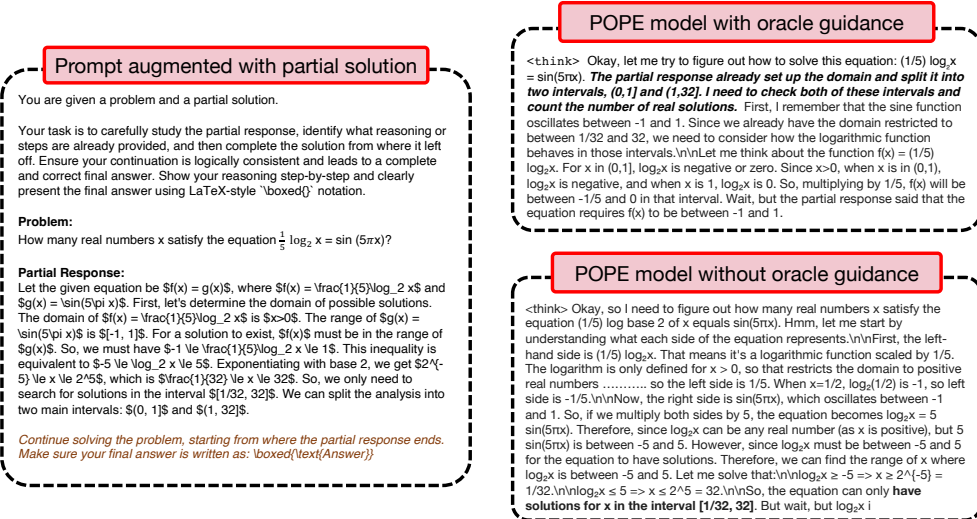 Prompt augmented with partial solution
You are given a problem and a partial solution.
Your task is to carefully study the partial response, identify what reasoning or
steps are already provided, and then complete the solution from where it left
off. Ensure your continuation is logically consistent and leads to a complete
and correct final answer. Show your reasoning step-by-step and clearly
present the final answer using LaTeX-style `\boxed{}` notation.
Problem:
How many real numbers x satisfy the equation $\frac{1}{5}$ log₂ x = sin (5πx)?
Partial Response:
Let the given equation be $f(x) = g(x)$, where $f(x) = \frac{1}{5}\log_2 x$ and
$g(x) = \sin(5\pi x)$. First, let's determine the domain of possible solutions.
The domain of $f(x) = \frac{1}{5}\log_2 x$ is $x>0$. The range of $g(x) =
\sin(5\pi x)$ is $[-1, 1]$. For a solution to exist, $f(x)$ must be in the range of
$g(x)$. So, we must have $-1 \le \frac{1}{5}\log_2 x \le 1$. This inequality is
equivalent to $-5 \le \log_2 x \le 5$. Exponentiating with base 2, we get $2^{-
5} \le x \le 2^5$, which is $\frac{1}{32} \le x \le 32$. So, we only need to
search for solutions in the interval $[1/32, 32]$. We can split the analysis into
two main intervals: $(0, 1]$ and $(1, 32]$.
Continue solving the problem, starting from where the partial response ends.
Make sure your final answer is written as: \boxed{\text{Answer}}
POPE model with oracle guidance
<think> Okay, let me try to figure out how to solve this equation: (1/5) log₂x
= sin(5πx). The partial response already set up the domain and split it into
two intervals, (0,1] and (1,32]. I need to check both of these intervals and
count the number of real solutions. First, I remember that the sine function
oscillates between -1 and 1. Since we already have the domain restricted to
between 1/32 and 32, we need to consider how the logarithmic function
behaves in those intervals.\n\nLet me think about the function f(x) = (1/5)
log₂x. For x in (0,1], log₂x is negative or zero. Since x>0, when x is in (0,1),
log₂x is negative, and when x is 1, log₂x is 0. So, multiplying by 1/5, f(x) will be
between -1/5 and 0 in that interval. Wait, but the partial response said that the
equation requires f(x) to be between -1 and 1.
POPE model without oracle guidance
<think> Okay, so I need to figure out how many real numbers x satisfy the
equation (1/5) log base 2 of x equals sin(5πx). Hmm, let me start by
understanding what each side of the equation represents.\n\nFirst, the left-
hand side is (1/5) log₂x. That means it's a logarithmic function scaled by 1/5.
The logarithm is only defined for x > 0, so that restricts the domain to positive
real numbers .......... so the left side is 1/5. When x=1/2, log₂(1/2) is -1, so left
side is -1/5.\n\nNow, the right side is sin(5πx), which oscillates between -1
and 1. So, if we multiply both sides by 5, the equation becomes log₂x = 5
sin(5πx). Therefore, since log₂x can be any real number (as x is positive), but 5
sin(5πx) is between -5 and 5. However, since log₂x must be between -5 and 5
for the equation to have solutions. Therefore, we can find the range of x where
log₂x is between -5 and 5. Let me solve that:\n\nlog₂x ≥ -5 => x ≥ 2^{-5} =
1/32.\n\nlog₂x ≤ 5 => x ≤ 2^5 = 32.\n\nSo, the equation can only have
solutions for x in the interval [1/32, 32]. But wait, but log₂x i